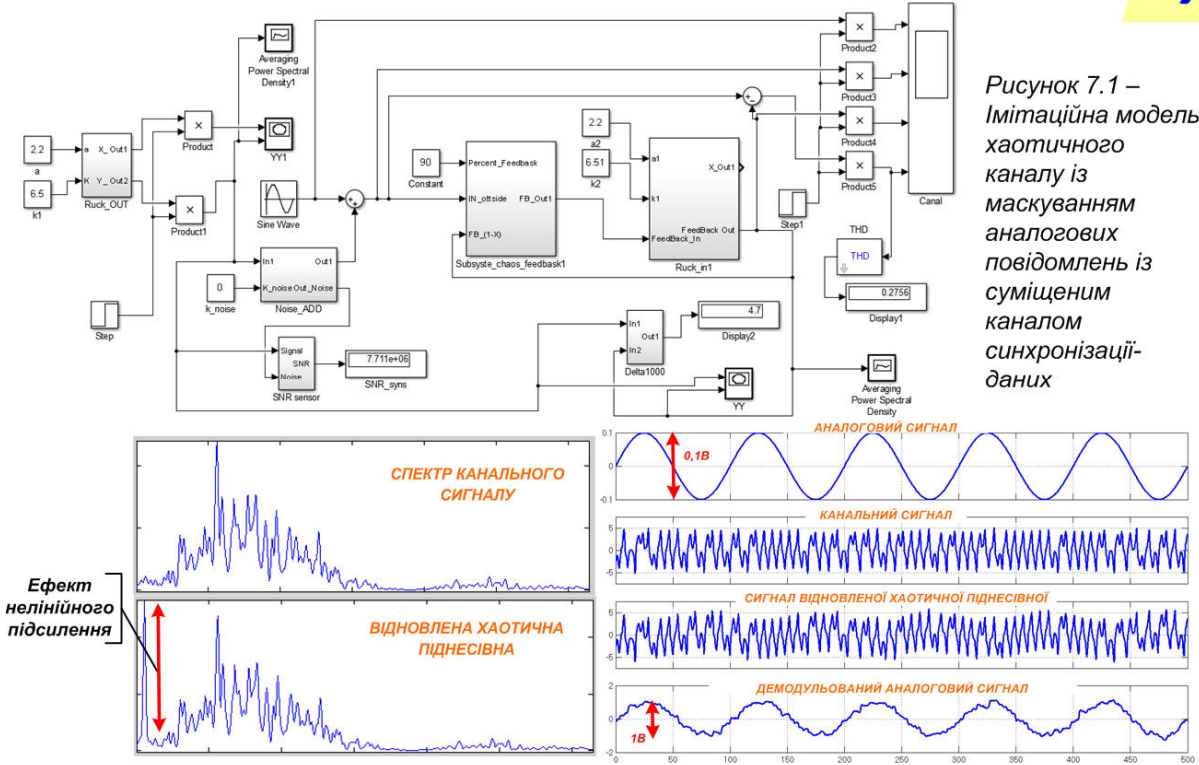 Averaging
Power Spectral
Density1
2.2
a
6.5
k1
a
K
X_ Out1
Y_ Out2
Ruck_OUT
×
Product
×
Product1
YY1
Sine Wave
Step
In1
Out1
K_noise
Out_Noise
Noise_ADD
0
k_noise
Signal
SNR
Noise
SNR sensor
7.711e+06
SNR_syns
90
Constant
Percent_Feedbask
IN_ottside
FB_Out1
FB_(1-X)
Subsyste_chaos_feedbask1
2.2
a2
6.51
k2
a1
X_Out1
k1
FeedBack Out
FeedBack_In
Ruck_in1
In1
Out1
In2
Delta1000
4.7
Display2
YY
×
Product2
×
Product3
×
Product4
×
Product5
Step1
Canal
THD
THD
0.2756
Display1
Averaging
Power Spectral
Density
Рисунок 7.1 –
Імітаційна модель
хаотичного
каналу із
маскуванням
аналогових
повідомлень із
суміщеним
каналом
синхронізації-
даних
СПЕКТР КАНАЛЬНОГО
СИГНАЛУ
Ефект
нелінійного
підсилення
ВІДНОВЛЕНА ХАОТИЧНА
ПІДНЕСІВНА
АНАЛОГОВИЙ СИГНАЛ
0.1
0
-0.1
0,1В
КАНАЛЬНИЙ СИГНАЛ
5
0
-5
СИГНАЛ ВІДНОВЛЕНОЇ ХАОТИЧНОЇ ПІДНЕСІВНОЇ
5
0
-5
ДЕМОДУЛЬОВАНИЙ АНАЛОГОВИЙ СИГНАЛ
2
0
-2
1В
0 50 100 150 200 250 300 350 400 450 500